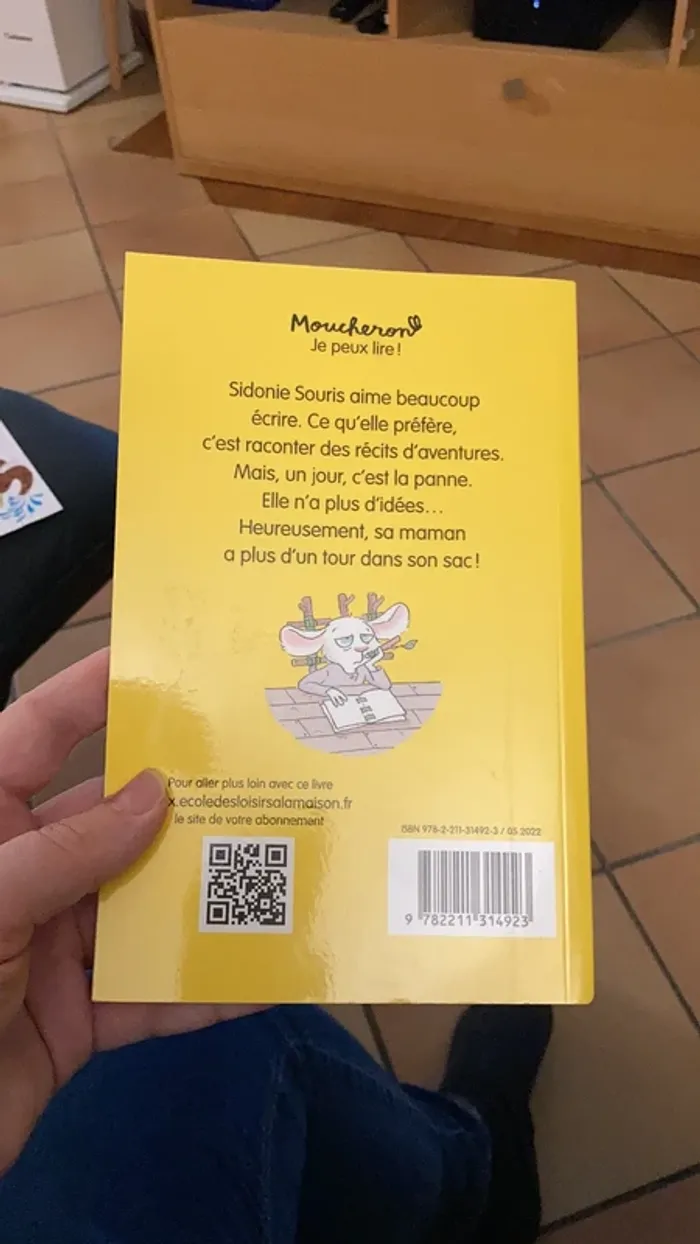 Moucheron
Je peux lire !
Sidonie Souris aime beaucoup
écrire. Ce qu'elle préfère,
c'est raconter des récits d'aventures.
Mais, un jour, c'est la panne.
Elle n'a plus d'idées...
Heureusement, sa maman
a plus d'un tour dans son sac !
Pour aller plus loin avec ce livre
x.ecoledesloisirsalamaison.fr
le site de votre abonnement
ISBN 978-2-211-31492-3 / 05 2022
9 782211 314923